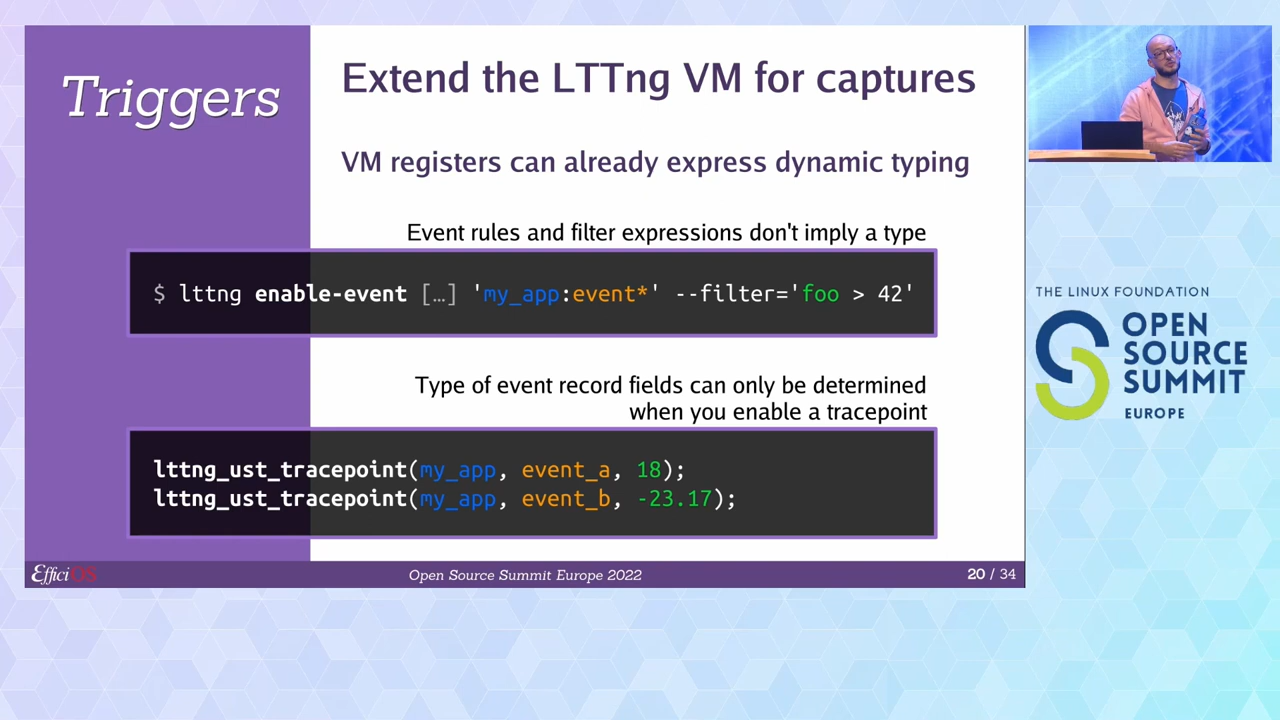 Triggers
Extend the LTTng VM for captures
VM registers can already express dynamic typing
Event rules and filter expressions don't imply a type
$ lttng enable-event […] 'my_app:event*' --filter='foo > 42'
Type of event record fields can only be determined
when you enable a tracepoint
lttng_ust_tracepoint(my_app, event_a, 18);
lttng_ust_tracepoint(my_app, event_b, -23.17);
EfficiOS
Open Source Summit Europe 2022
20 / 34
THE LINUX FOUNDATION
OPEN
SOURCE
SUMMIT
EUROPE